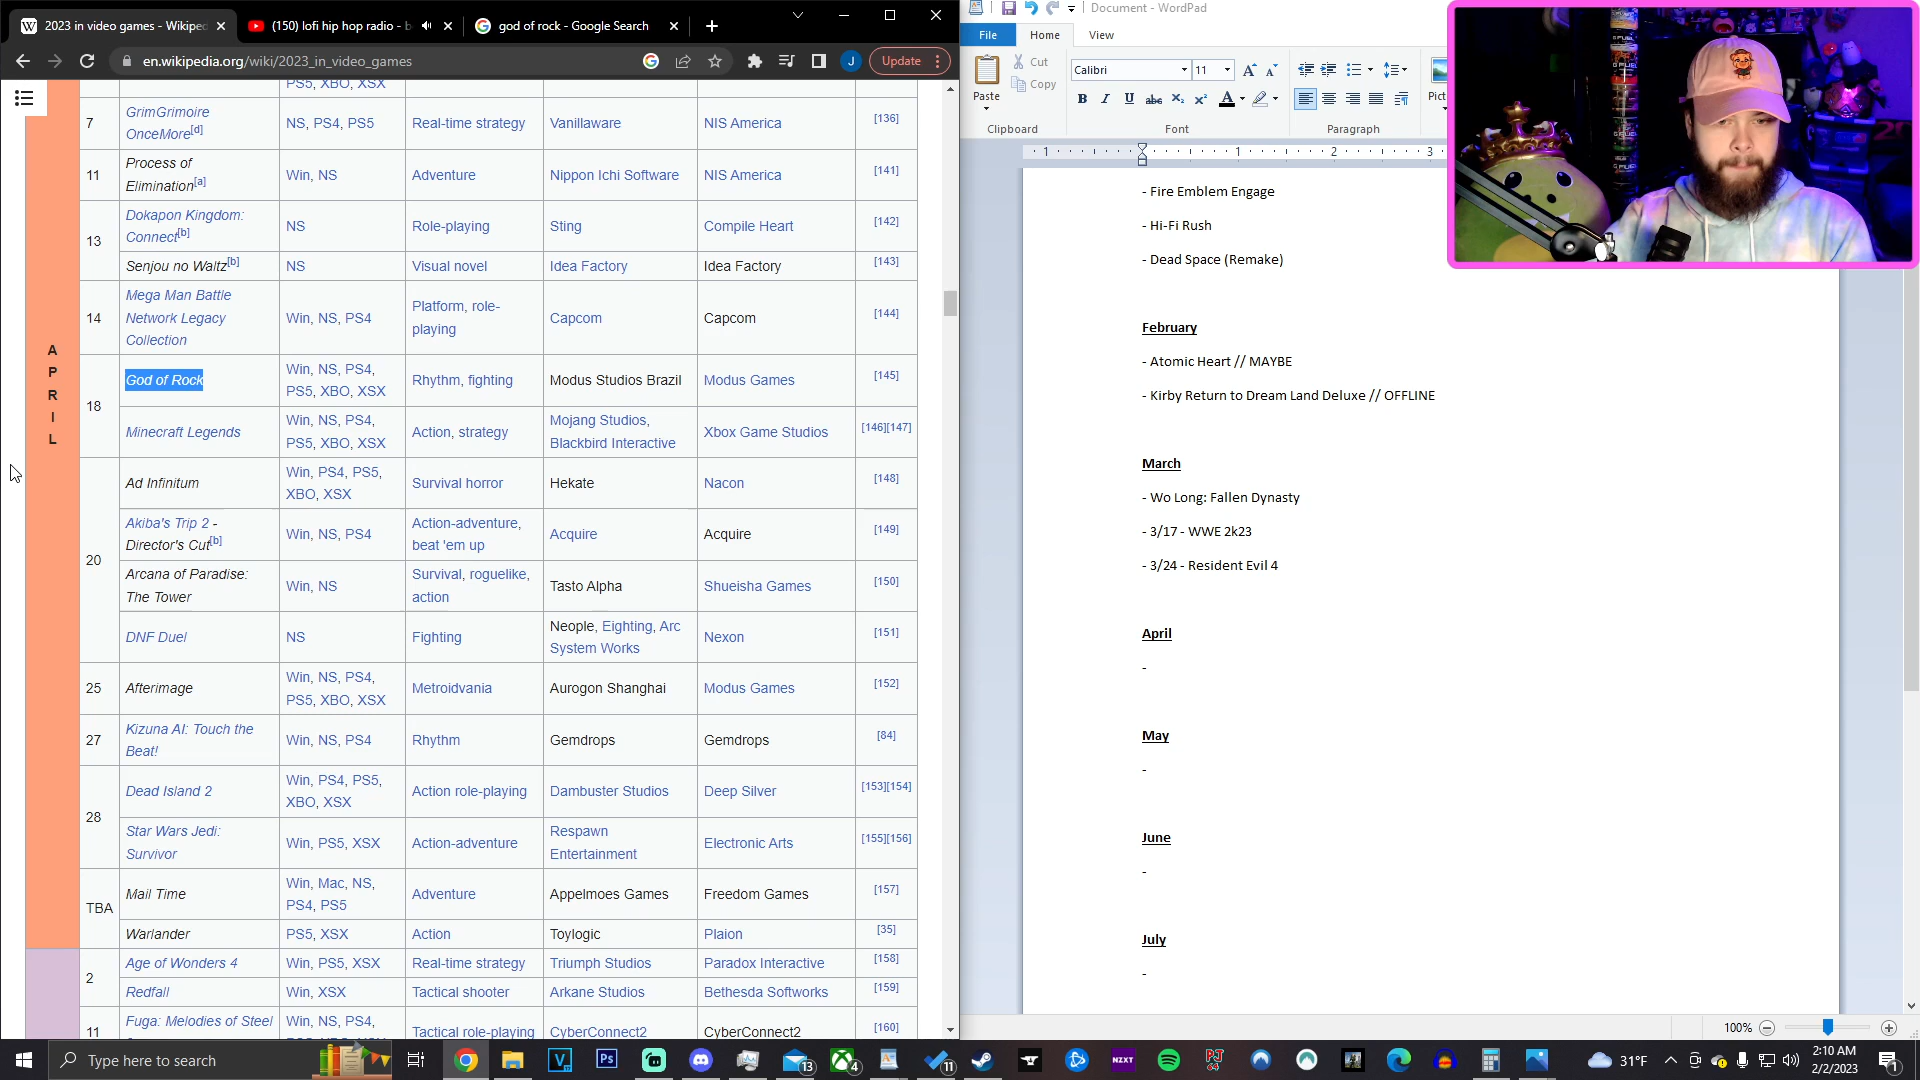 2023 in video games - Wikiped
(150) lofi hip hop radio - b
god of rock - Google Search
en.wikipedia.org/wiki/2023_in_video_games
J
Update
PS5, XBO, XSX
7
GrimGrimoire
OnceMore[d]
NS, PS4, PS5
Real-time strategy
Vanillaware
NIS America
[136]
11
Process of
Elimination[a]
Win, NS
Adventure
Nippon Ichi Software
NIS America
[141]
13
Dokapon Kingdom:
Connect[b]
NS
Role-playing
Sting
Compile Heart
[142]
Senjou no Waltz[b]
NS
Visual novel
Idea Factory
Idea Factory
[143]
14
Mega Man Battle
Network Legacy
Collection
Win, NS, PS4
Platform, role-
playing
Capcom
Capcom
[144]
APRIL
18
God of Rock
Win, NS, PS4,
PS5, XBO, XSX
Rhythm, fighting
Modus Studios Brazil
Modus Games
[145]
Minecraft Legends
Win, NS, PS4,
PS5, XBO, XSX
Action, strategy
Mojang Studios,
Blackbird Interactive
Xbox Game Studios
[146][147]
20
Ad Infinitum
Win, PS4, PS5,
XBO, XSX
Survival horror
Hekate
Nacon
[148]
Akiba's Trip 2 -
Director's Cut[b]
Win, NS, PS4
Action-adventure,
beat 'em up
Acquire
Acquire
[149]
Arcana of Paradise:
The Tower
Win, NS
Survival, roguelike,
action
Tasto Alpha
Shueisha Games
[150]
DNF Duel
NS
Fighting
Neople, Eighting, Arc
System Works
Nexon
[151]
25
Afterimage
Win, NS, PS4,
PS5, XBO, XSX
Metroidvania
Aurogon Shanghai
Modus Games
[152]
27
Kizuna AI: Touch the
Beat!
Win, NS, PS4
Rhythm
Gemdrops
Gemdrops
[84]
28
Dead Island 2
Win, PS4, PS5,
XBO, XSX
Action role-playing
Dambuster Studios
Deep Silver
[153][154]
Star Wars Jedi:
Survivor
Win, PS5, XSX
Action-adventure
Respawn
Entertainment
Electronic Arts
[155][156]
TBA
Mail Time
Win, Mac, NS,
PS4, PS5
Adventure
Appelmoes Games
Freedom Games
[157]
Warlander
PS5, XSX
Action
Toylogic
Plaion
[35]
2
Age of Wonders 4
Win, PS5, XSX
Real-time strategy
Triumph Studios
Paradox Interactive
[158]
Redfall
Win, XSX
Tactical shooter
Arkane Studios
Bethesda Softworks
[159]
11
Fuga: Melodies of Steel
Win, NS, PS4,
Tactical role-playing
CyberConnect2
CyberConnect2
[160]
Document - WordPad
File
Home
View
Paste
Cut
Copy
Clipboard
Calibri
11
B I U abc X2 X2 A
Font
Paragraph
Pict
1 1 2 3
- Fire Emblem Engage
- Hi-Fi Rush
- Dead Space (Remake)
February
- Atomic Heart // MAYBE
- Kirby Return to Dream Land Deluxe // OFFLINE
March
- Wo Long: Fallen Dynasty
- 3/17 - WWE 2k23
- 3/24 - Resident Evil 4
April
-
May
-
June
-
July
-
100%
Type here to search
13
4
11
NZXT
31°F
2:10 AM
2/2/2023
1